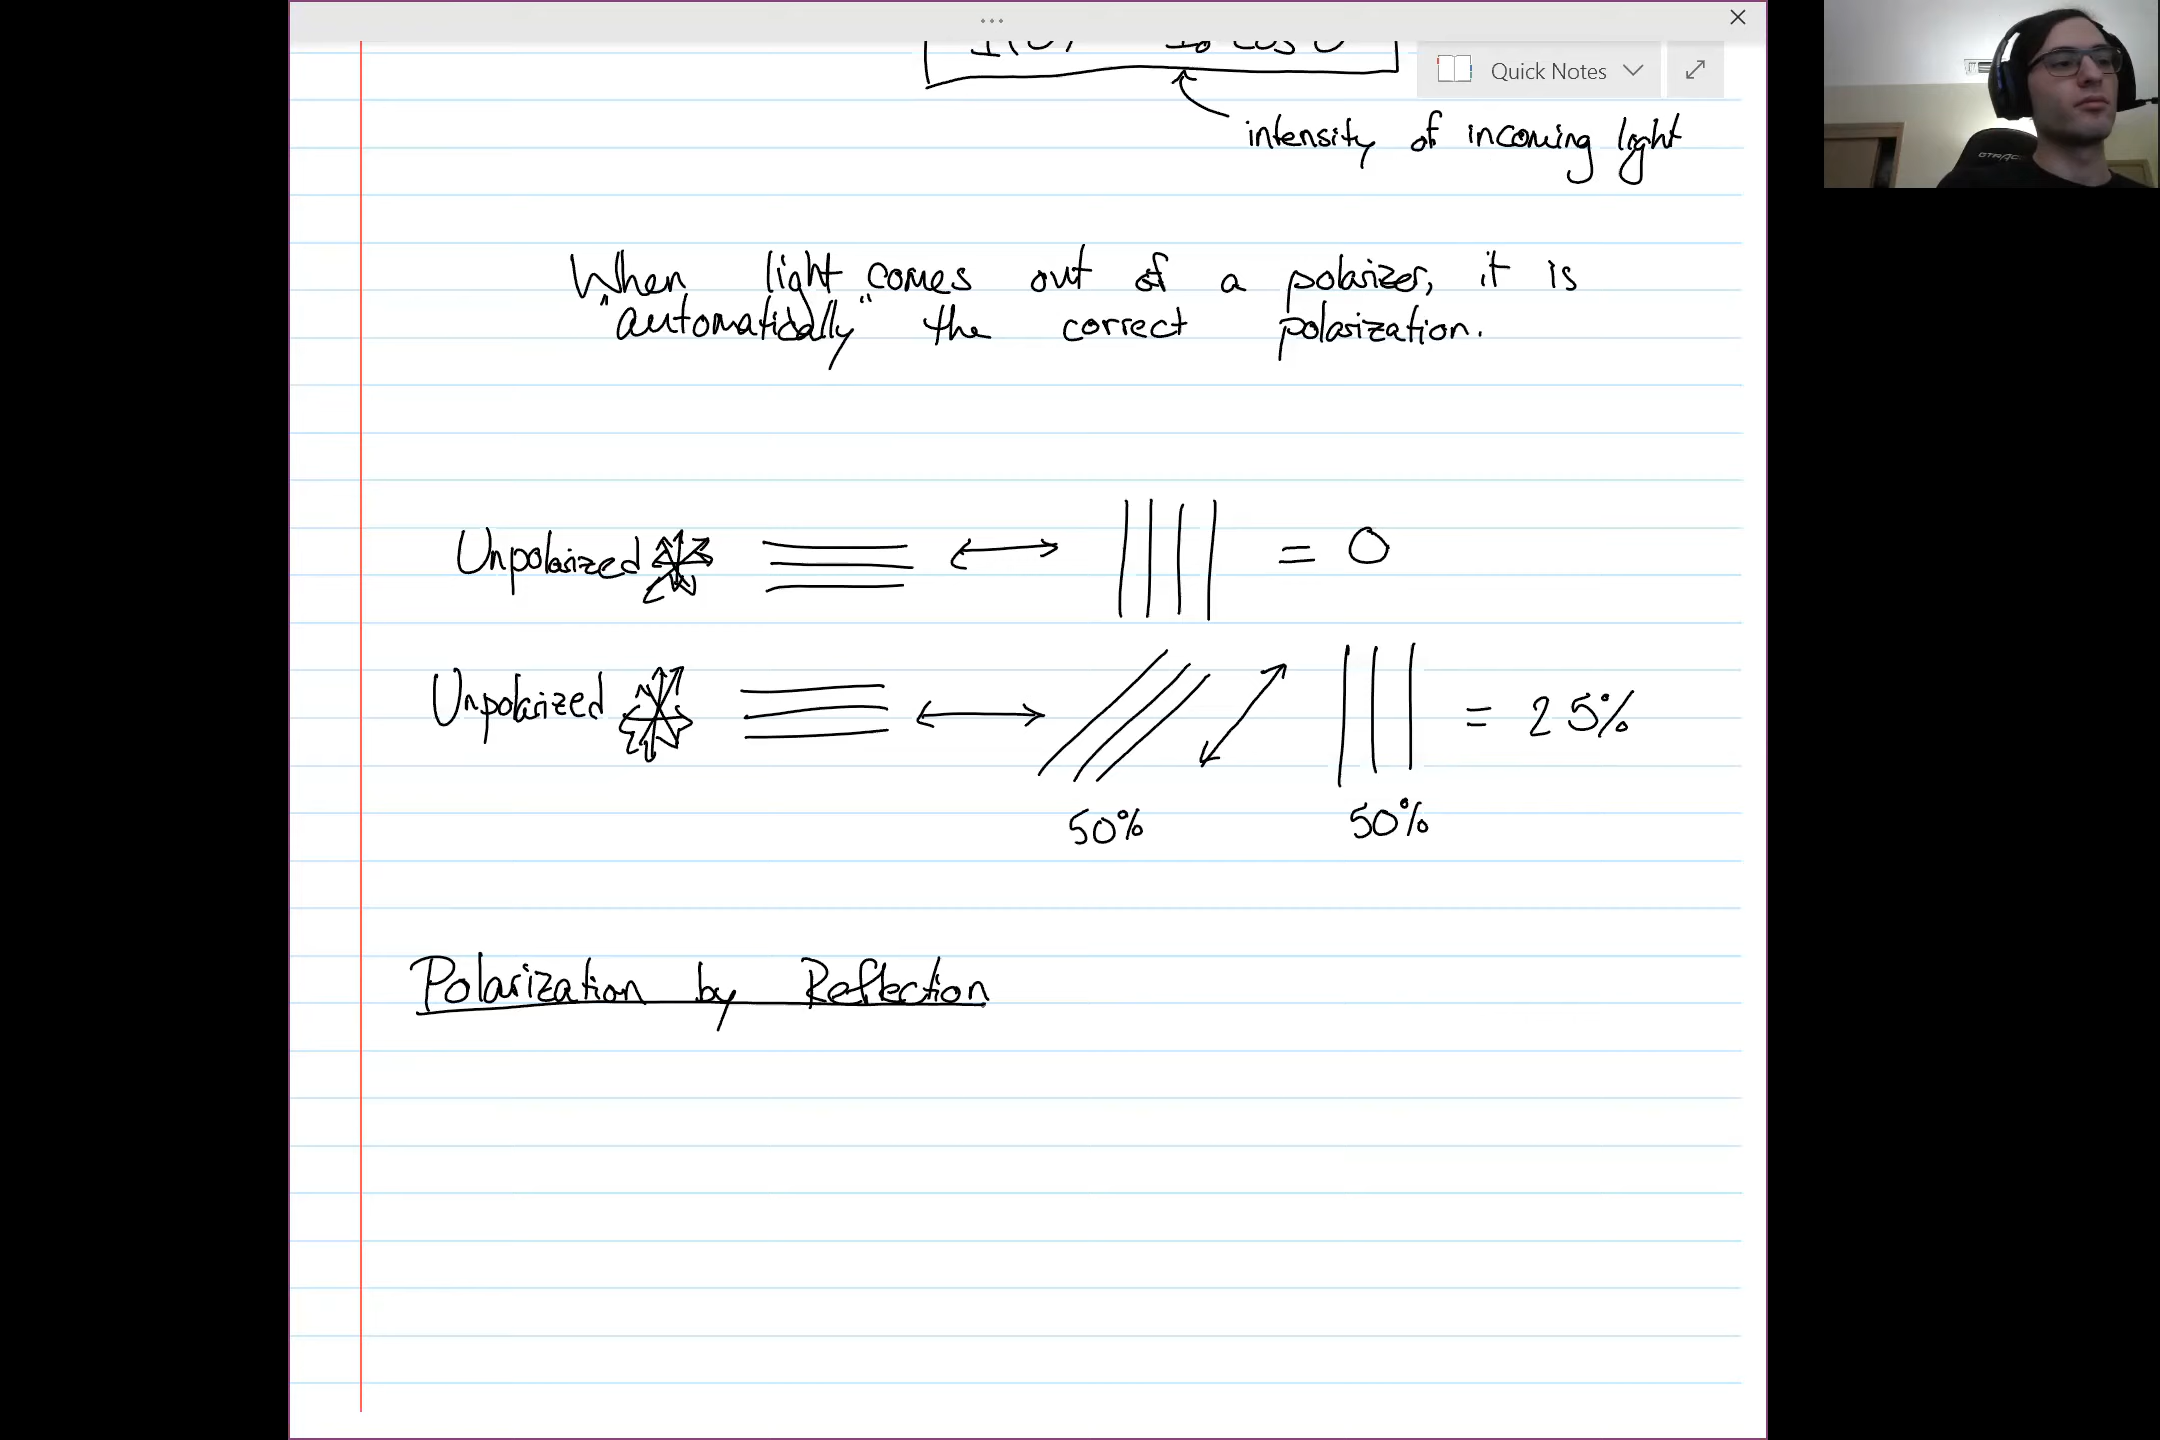 Quick Notes
intensity of incoming light
When light comes out of a polarizer, it is
"automatically" the correct polarization.
Unpolarized = 0
Unpolarized = 25%
50% 50%
Polarization by Reflection